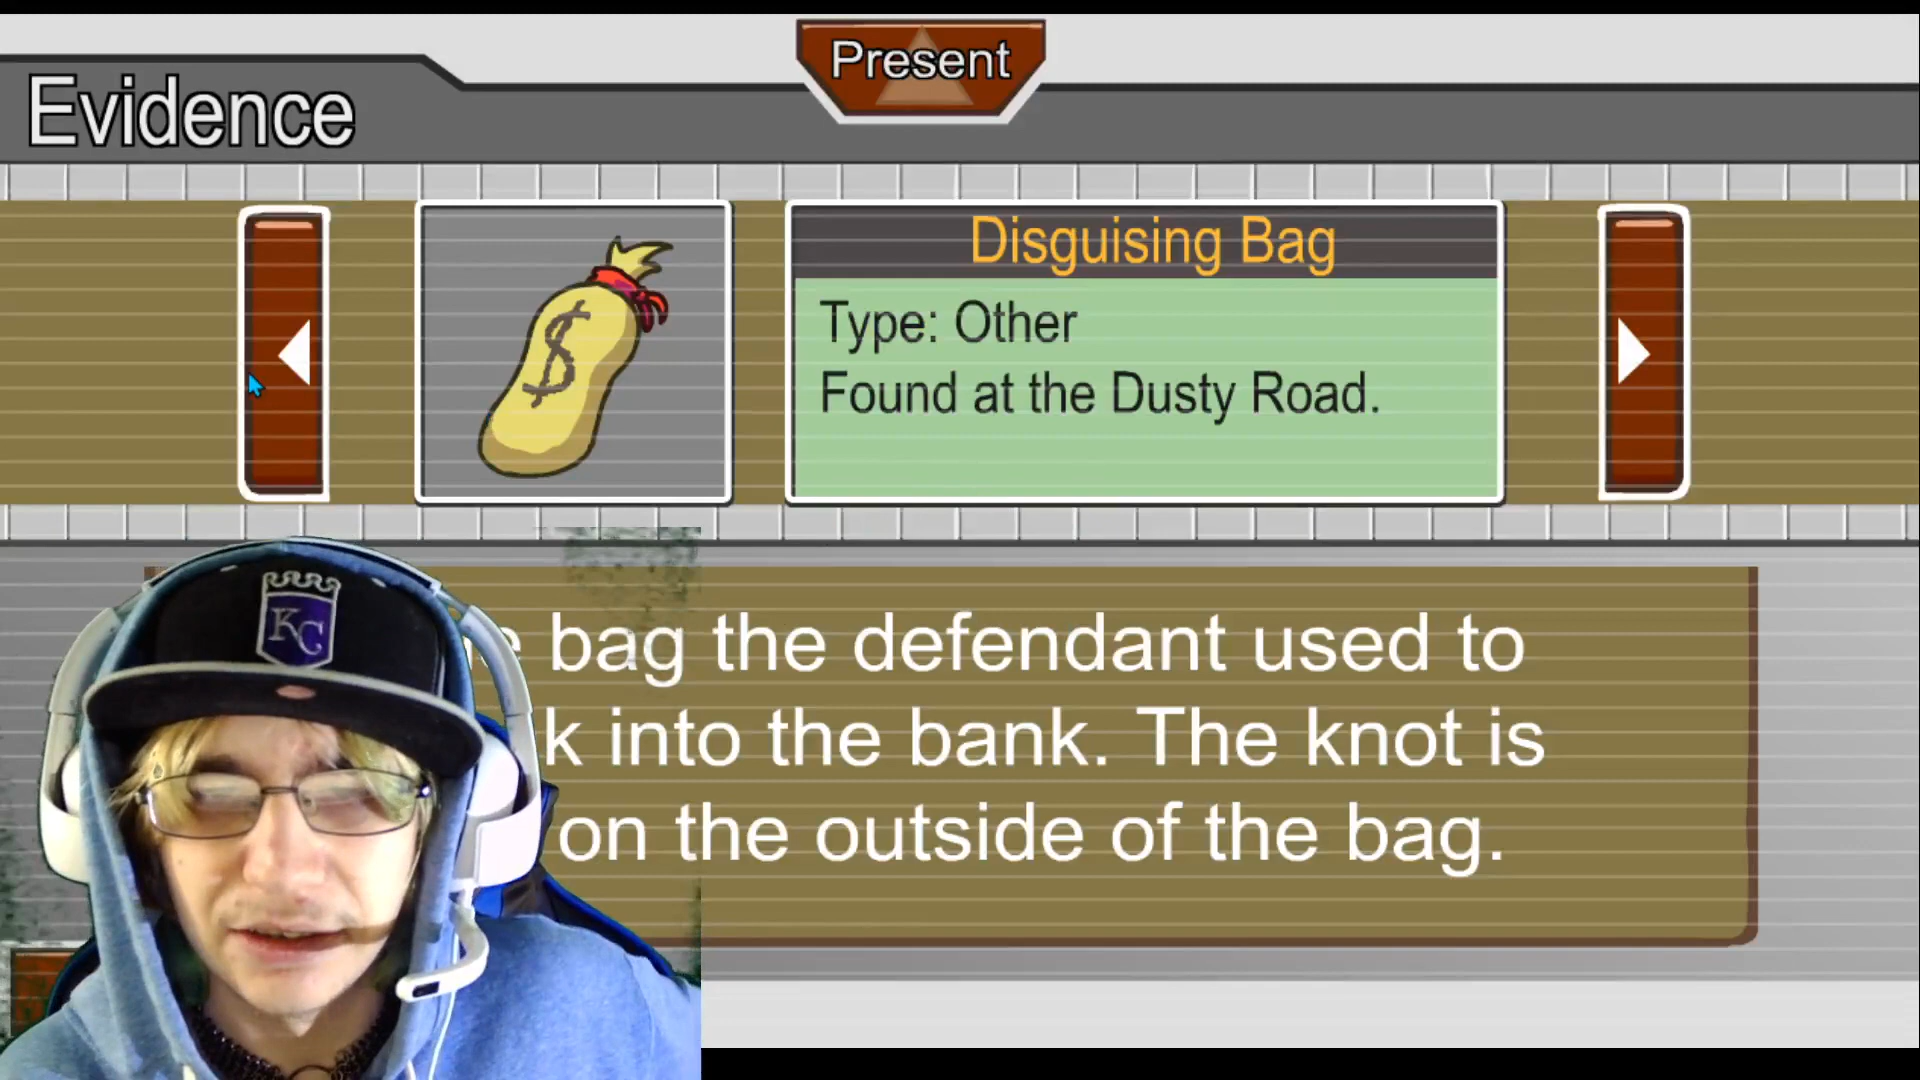 Present
Evidence
Disguising Bag
Type: Other
Found at the Dusty Road.
$
KC
bag the defendant used to
into the bank. The knot is
on the outside of the bag.